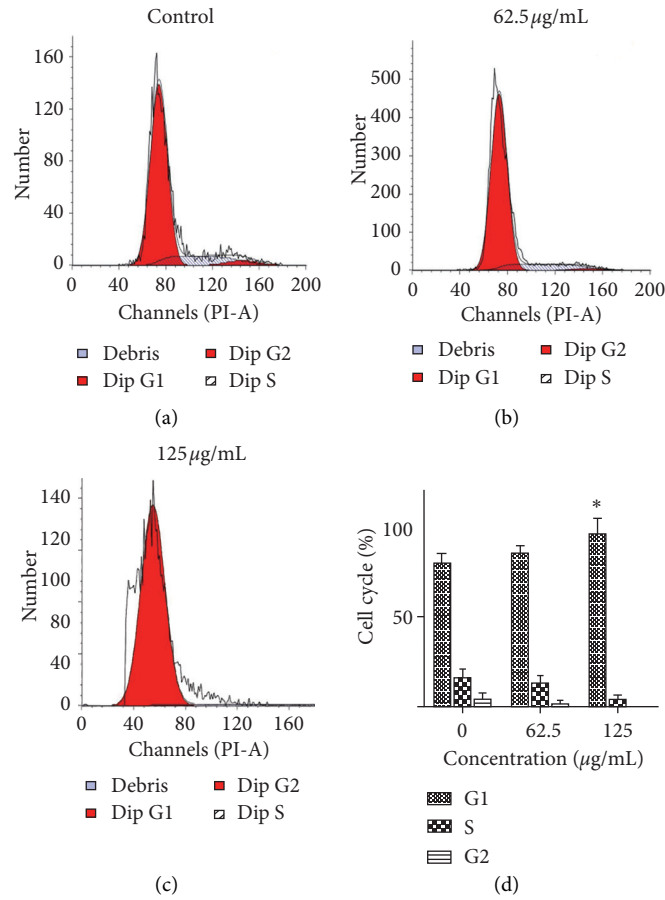 Control
Number
160
120
80
40
0
0 40 80 120 160 200
Channels (PI-A)
Debris Dip G2
Dip G1 Dip S
(a)
62.5 µg/mL
Number
500
400
300
200
100
0
0 40 80 120 160 200
Channels (PI-A)
Debris Dip G2
Dip G1 Dip S
(b)
125 µg/mL
Number
140
120
100
80
40
0
0 40 80 120 160
Channels (PI-A)
Debris Dip G2
Dip G1 Dip S
(c)
Cell cycle (%)
100
50
*
0 62.5 125
Concentration (µg/mL)
G1
S
G2
(d)